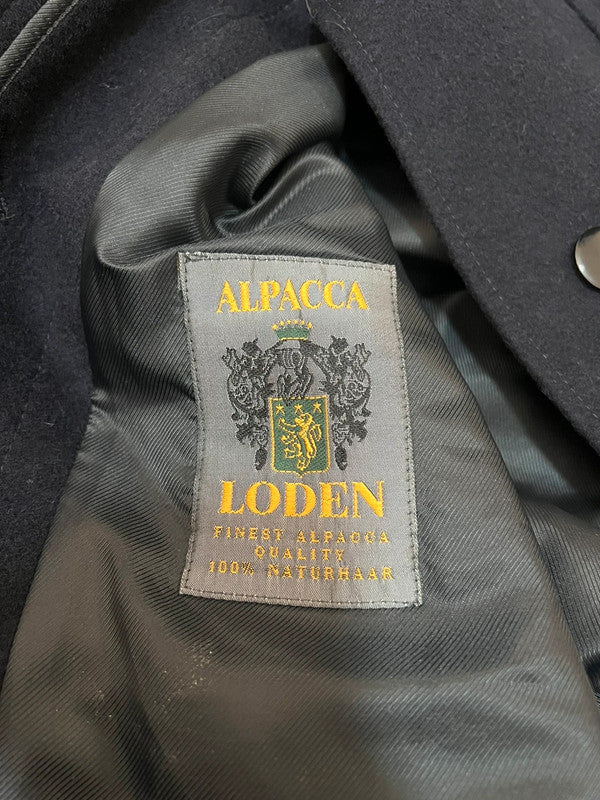 ALPACCA
LODEN
FINEST ALPACCA
QUALITY
100% NATURHAAR